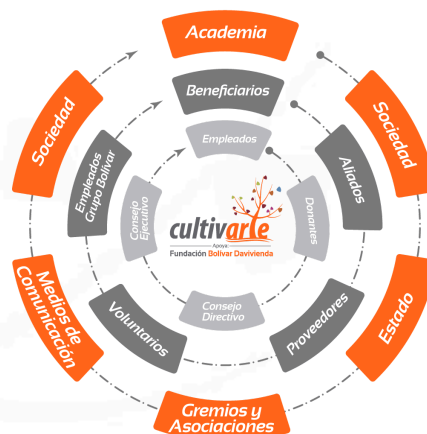 Academia
Sociedad
Sociedad
Beneficiarios
Empleados
Grupo Bolívar
Aliados
Empleados
Consejo
Ejecutivo
Donantes
cultivarte
Apoya:
Fundación Bolívar Davivienda
Consejo
Directivo
Voluntarios
Proveedores
Medios de
Comunicación
Estado
Gremios y
Asociaciones